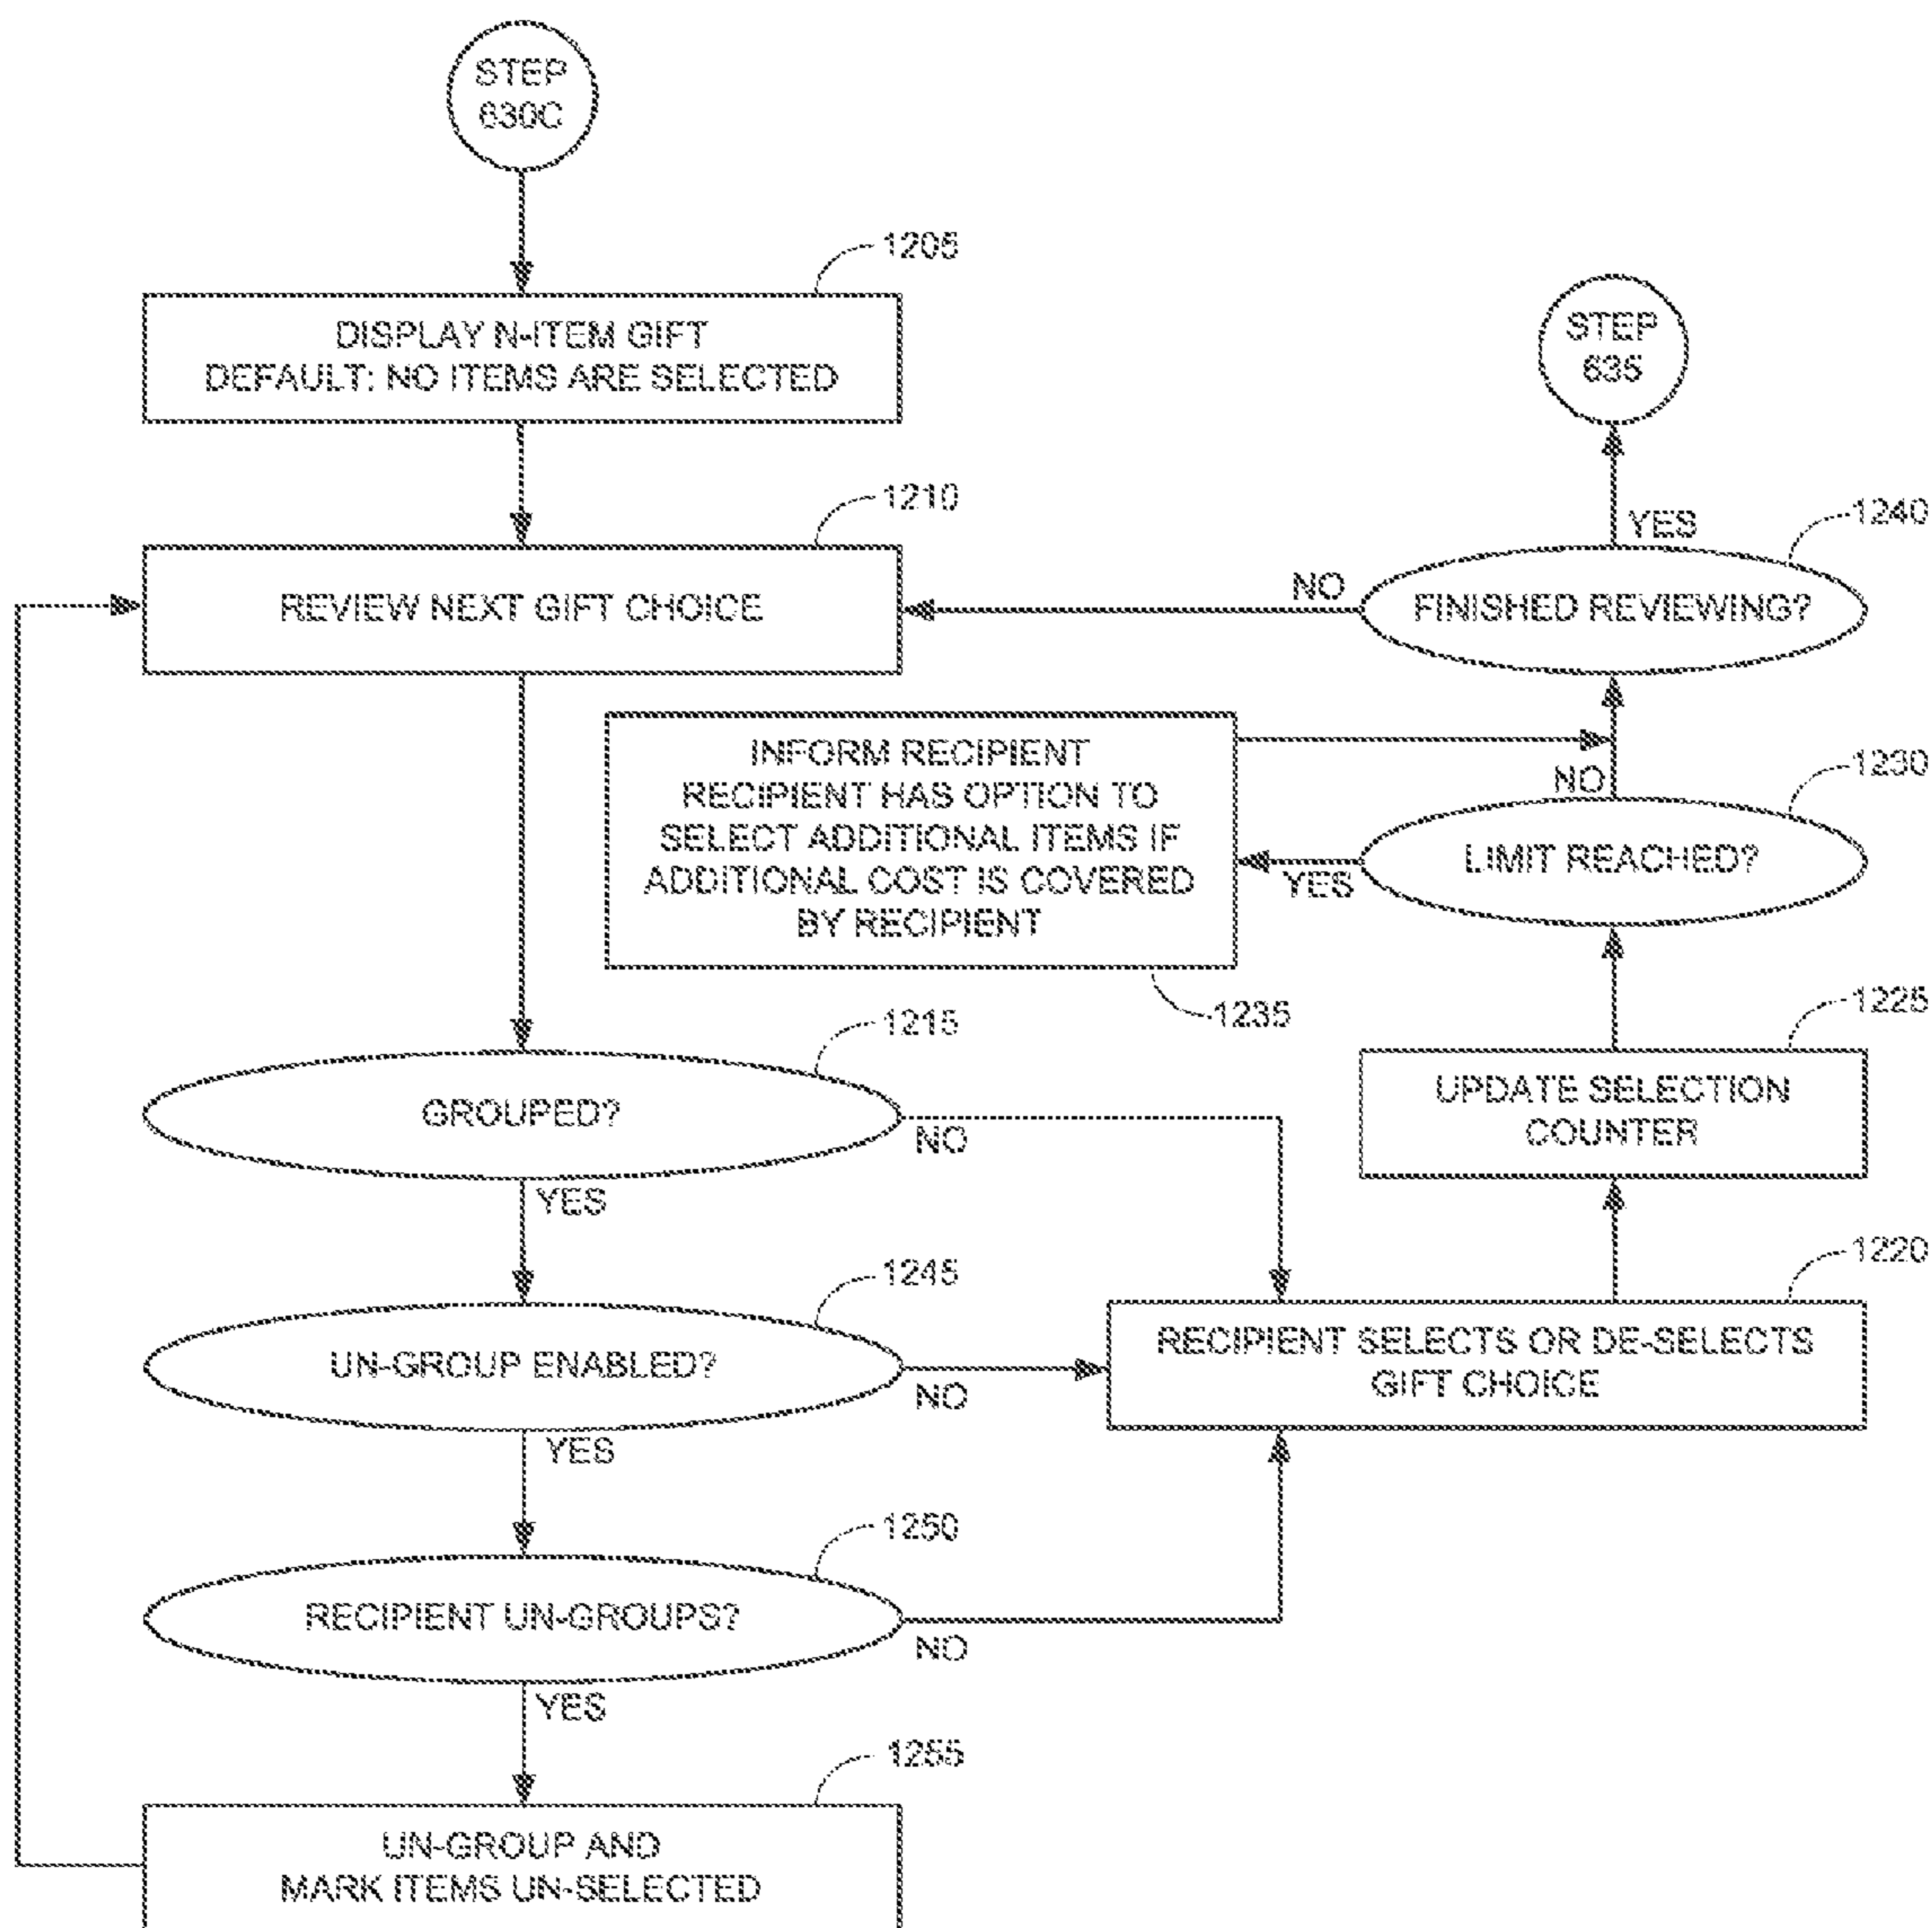 STEP
630C
1205
DISPLAY N-ITEM GIFT
DEFAULT: NO ITEMS ARE SELECTED
STEP
635
1210
REVIEW NEXT GIFT CHOICE
YES
1240
NO
FINISHED REVIEWING?
INFORM RECIPIENT
RECIPIENT HAS OPTION TO
SELECT ADDITIONAL ITEMS IF
ADDITIONAL COST IS COVERED
BY RECIPIENT
1235
NO
1230
LIMIT REACHED?
YES
1215
GROUPED?
NO
YES
1225
UPDATE SELECTION
COUNTER
1245
UN-GROUP ENABLED?
NO
YES
1220
RECIPIENT SELECTS OR DE-SELECTS
GIFT CHOICE
1250
RECIPIENT UN-GROUPS?
NO
YES
1255
UN-GROUP AND
MARK ITEMS UN-SELECTED